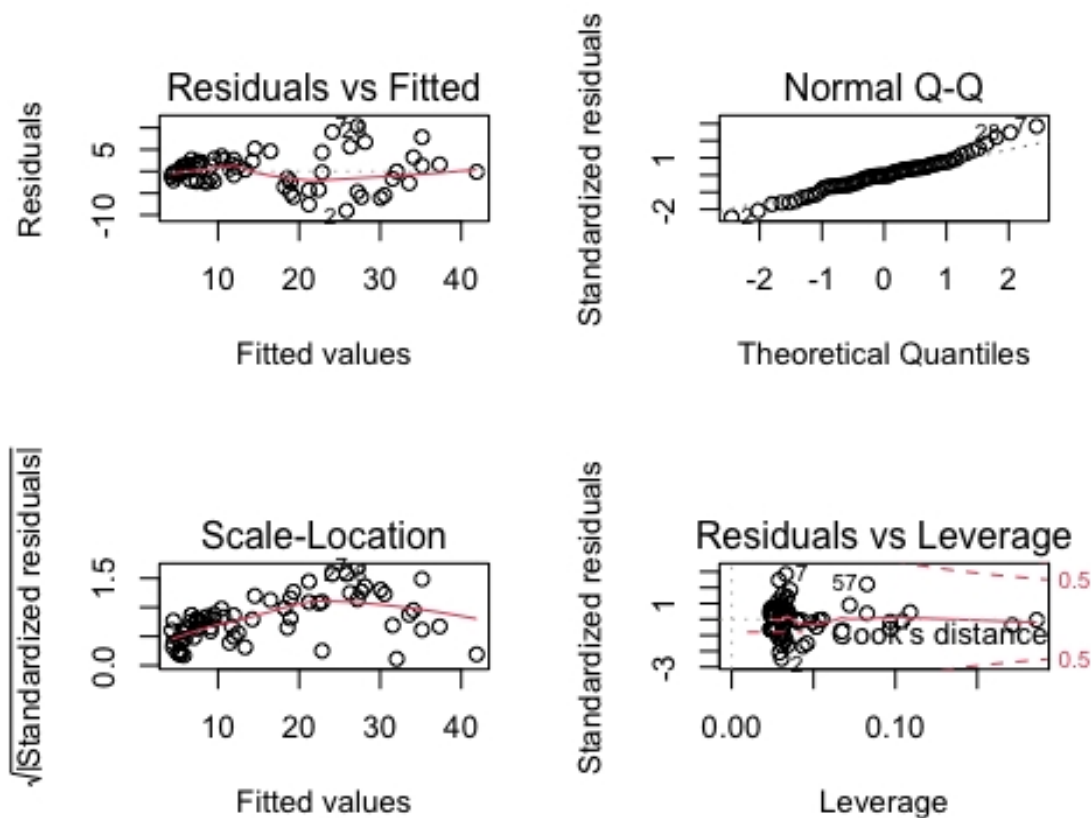 Residuals vs Fitted
Residuals
5
-10
7
2
10 20 30 40
Fitted values
Normal Q-Q
Standardized residuals
1
-2
28 7
2
-2 -1 0 1 2
Theoretical Quantiles
Scale-Location
√|Standardized residuals|
1.5
0.0
7
10 20 30 40
Fitted values
Residuals vs Leverage
Standardized residuals
1
-3
7
57
2
Cook's distance
0.5
0.5
0.00 0.10
Leverage